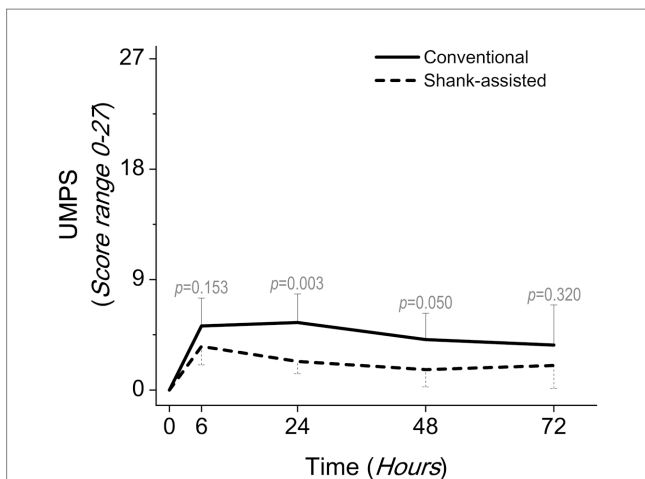 27
18
9
0
UMPS
(Score range 0-27)
Conventional
Shank-assisted
p=0.153
p=0.003
p=0.050
p=0.320
0 6 24 48 72
Time (Hours)